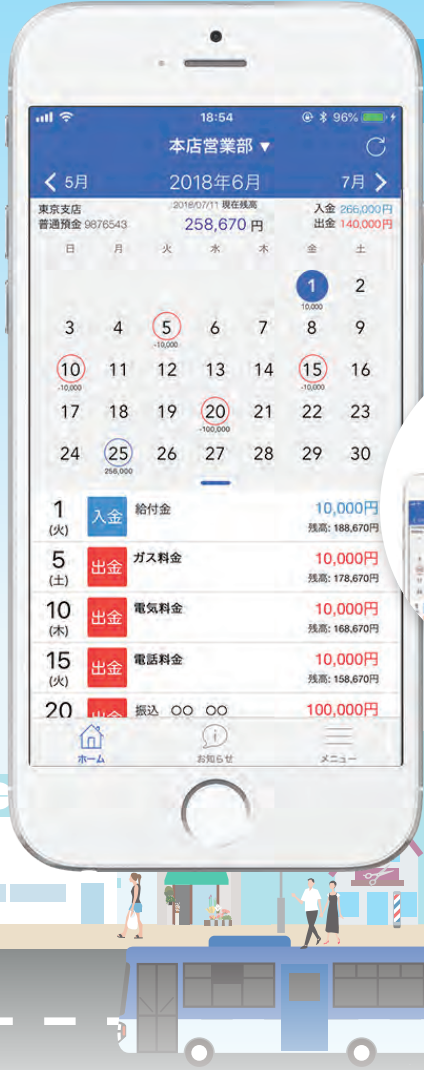 18:54
96%
本店営業部 ▼
5月
2018年6月
7月
東京支店
2018/07/11 現在残高
入金 266,000円
普通預金 9876543
258,670 円
出金 140,000円
日 月 火 水 木 金 土
1 2
10,000
3 4 5 6 7 8 9
-10,000
10 11 12 13 14 15 16
-10,000 -10,000
17 18 19 20 21 22 23
-100,000
24 25 26 27 28 29 30
256,000
1 入金 給付金 10,000円
(火) 残高: 188,670円
5 出金 ガス料金 10,000円
(土) 残高: 178,670円
10 出金 電気料金 10,000円
(木) 残高: 168,670円
15 出金 電話料金 10,000円
(火) 残高: 158,670円
20 出金 振込 〇〇 〇〇 100,000円
ホーム お知らせ メニュー